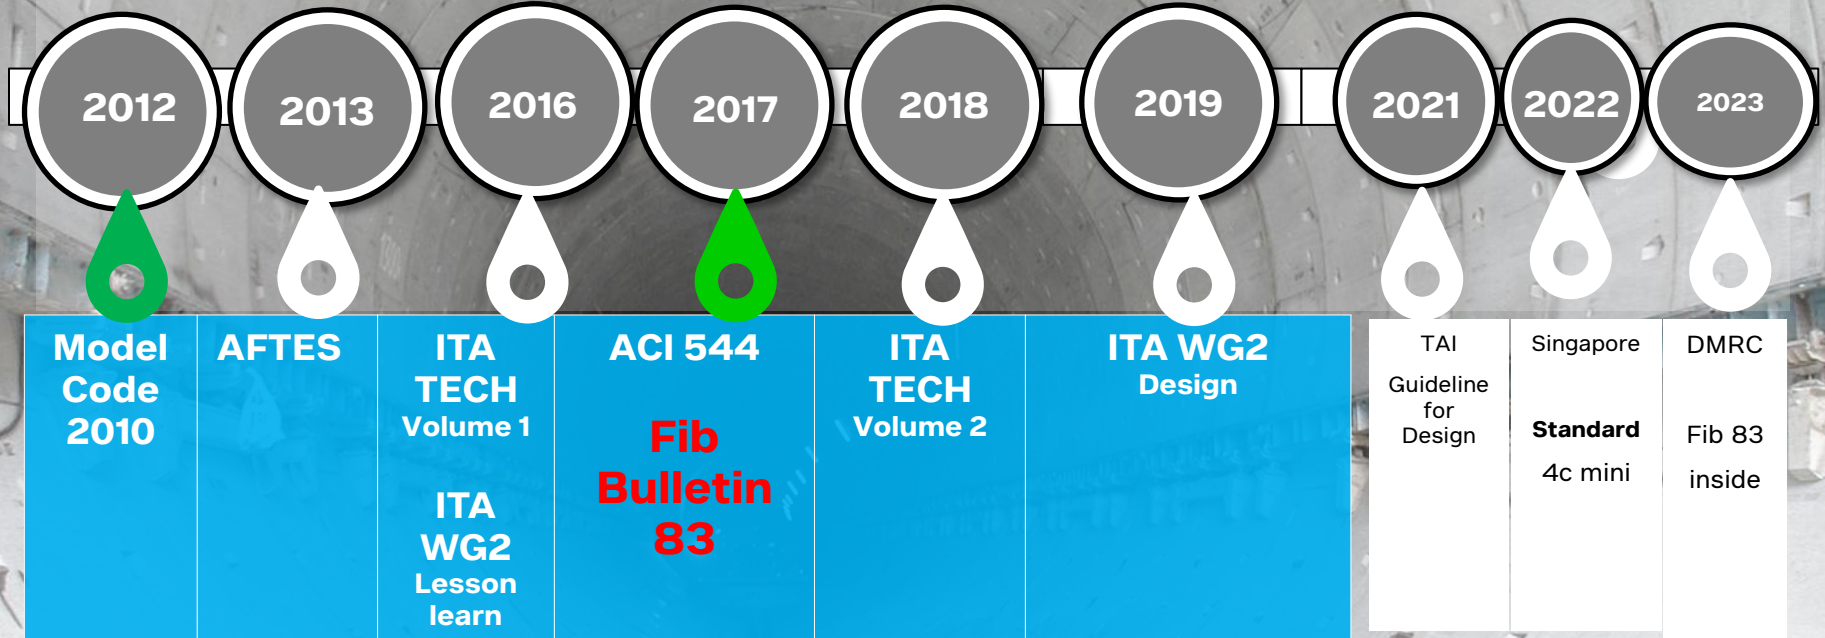 2012
2013
2016
2017
2018
2019
2021
2022
2023
Model
Code
2010
AFTES
ITA
TECH
Volume 1
ITA
WG2
Lesson
learn
ACI 544
Fib
Bulletin
83
ITA
TECH
Volume 2
ITA WG2
Design
TAI
Guideline
for
Design
Singapore
Standard
4c mini
DMRC
Fib 83
inside